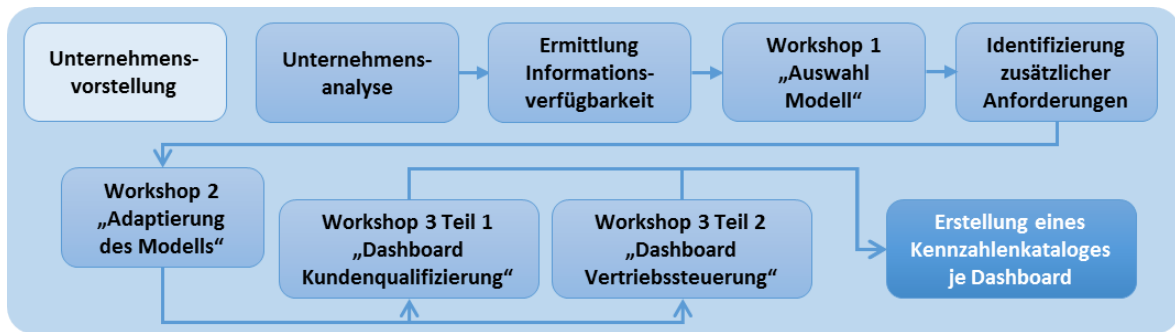 Unternehmens-
vorstellung
Unternehmens-
analyse
Ermittlung
Informations-
verfügbarkeit
Workshop 1
„Auswahl
Modell“
Identifizierung
zusätzlicher
Anforderungen
Workshop 2
„Adaptierung
des Modells“
Workshop 3 Teil 1
„Dashboard
Kundenqualifizierung“
Workshop 3 Teil 2
„Dashboard
Vertriebssteuerung“
Erstellung eines
Kennzahlenkataloges
je Dashboard